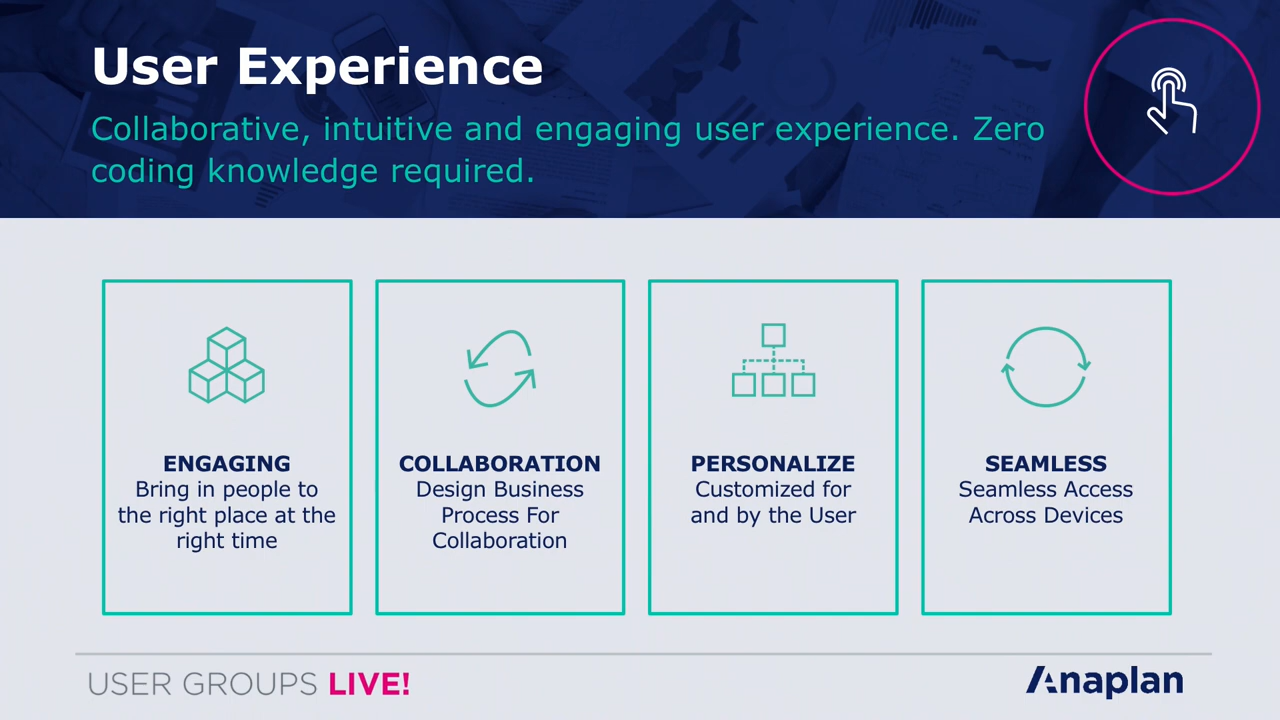 User Experience
Collaborative, intuitive and engaging user experience. Zero
coding knowledge required.
ENGAGING
Bring in people to
the right place at the
right time
COLLABORATION
Design Business
Process For
Collaboration
PERSONALIZE
Customized for
and by the User
SEAMLESS
Seamless Access
Across Devices
USER GROUPS LIVE!
Anaplan